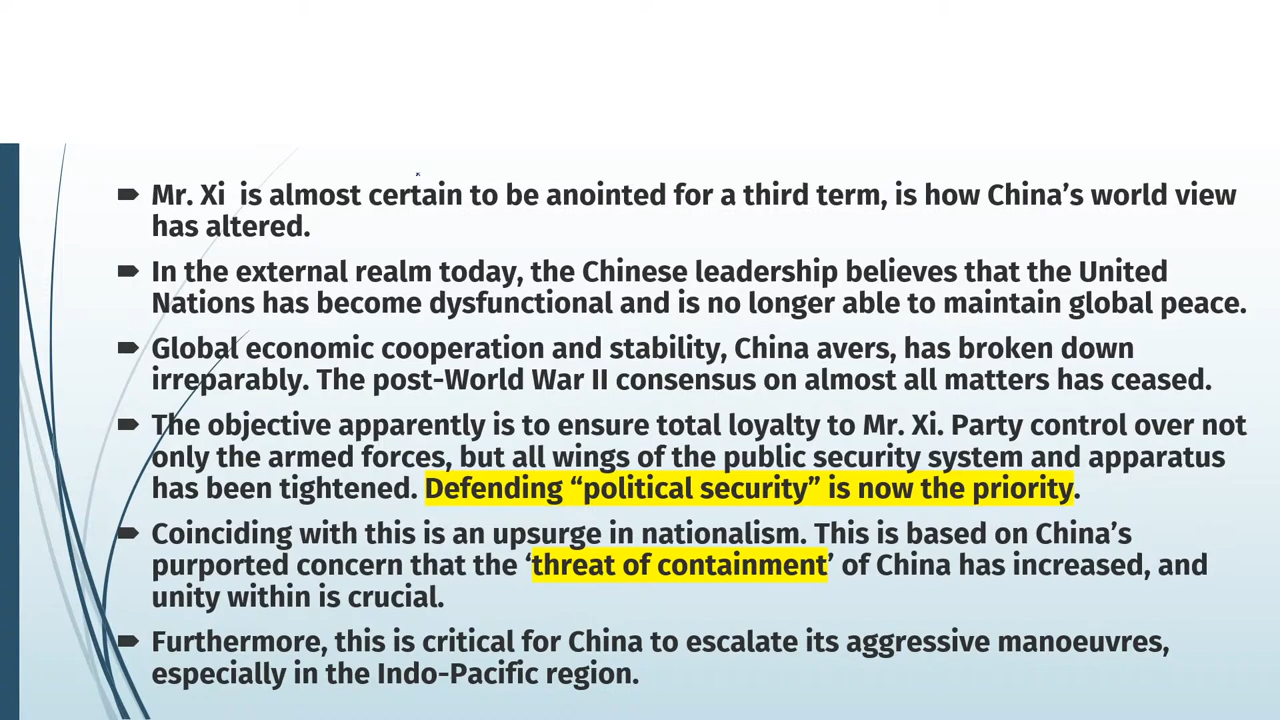 Mr. Xi  is almost certain to be anointed for a third term, is how China’s world view
has altered.
In the external realm today, the Chinese leadership believes that the United
Nations has become dysfunctional and is no longer able to maintain global peace.
Global economic cooperation and stability, China avers, has broken down
irreparably. The post-World War II consensus on almost all matters has ceased.
The objective apparently is to ensure total loyalty to Mr. Xi. Party control over not
only the armed forces, but all wings of the public security system and apparatus
has been tightened. Defending “political security” is now the priority.
Coinciding with this is an upsurge in nationalism. This is based on China’s
purported concern that the ‘threat of containment’ of China has increased, and
unity within is crucial.
Furthermore, this is critical for China to escalate its aggressive manoeuvres,
especially in the Indo-Pacific region.